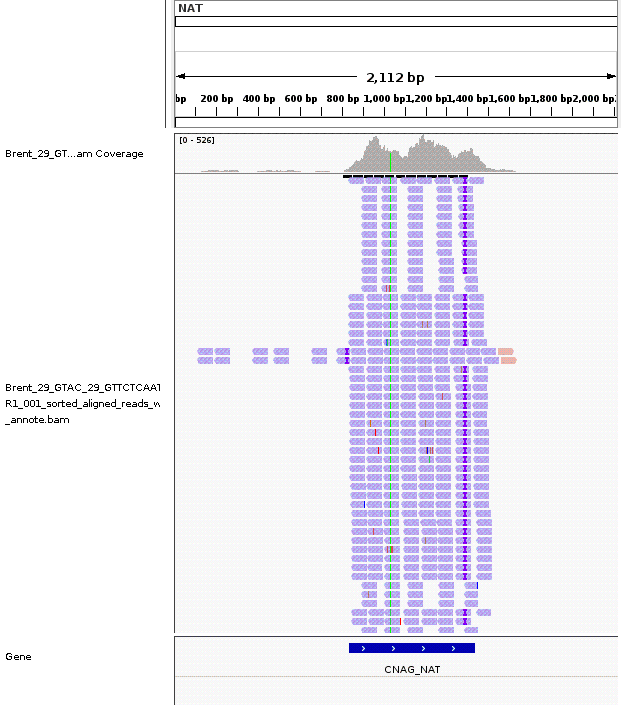 NAT
2,112 bp
bp 200 bp 400 bp 600 bp 800 bp 1,000 bp 1,200 bp 1,400 bp 1,600 bp 1,800 bp 2,000 bp
[0 - 526]
Brent_29_GT...am Coverage
Brent_29_GTAC_29_GTTCTCAAT
R1_001_sorted_aligned_reads_w
_annote.bam
Gene
CNAG_NAT